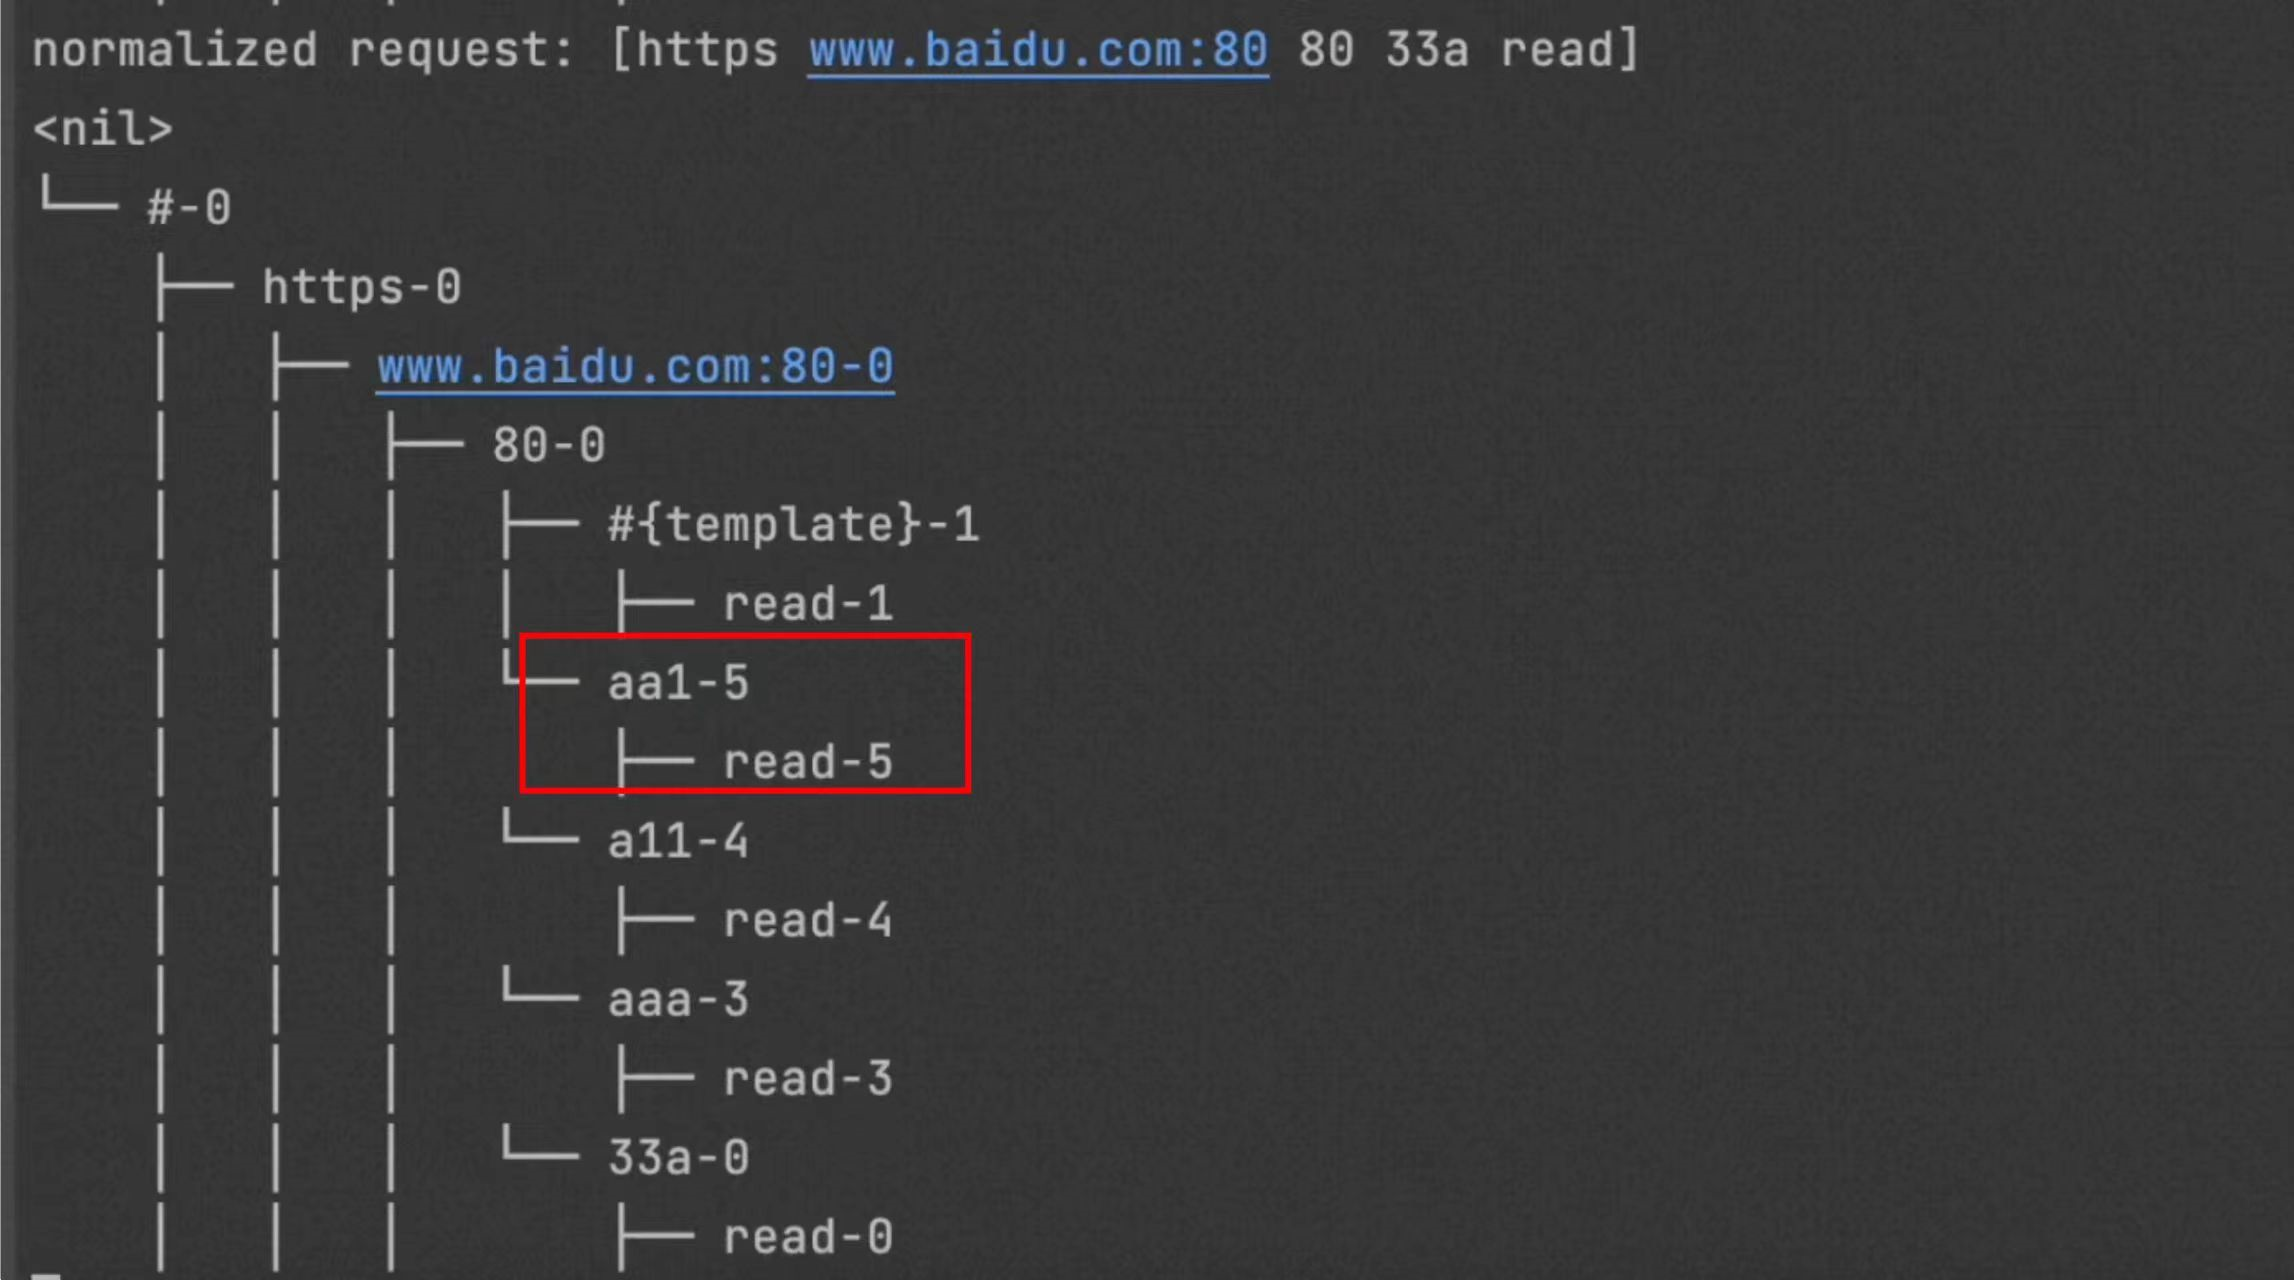 normalized request: [https www.baidu.com:80 80 33a read]
<nil>
└── #-0
├── https-0
├── www.baidu.com:80-0
├── 80-0
├── #{template}-1
├── read-1
└── aa1-5
├── read-5
└── a11-4
├── read-4
└── aaa-3
├── read-3
└── 33a-0
├── read-0